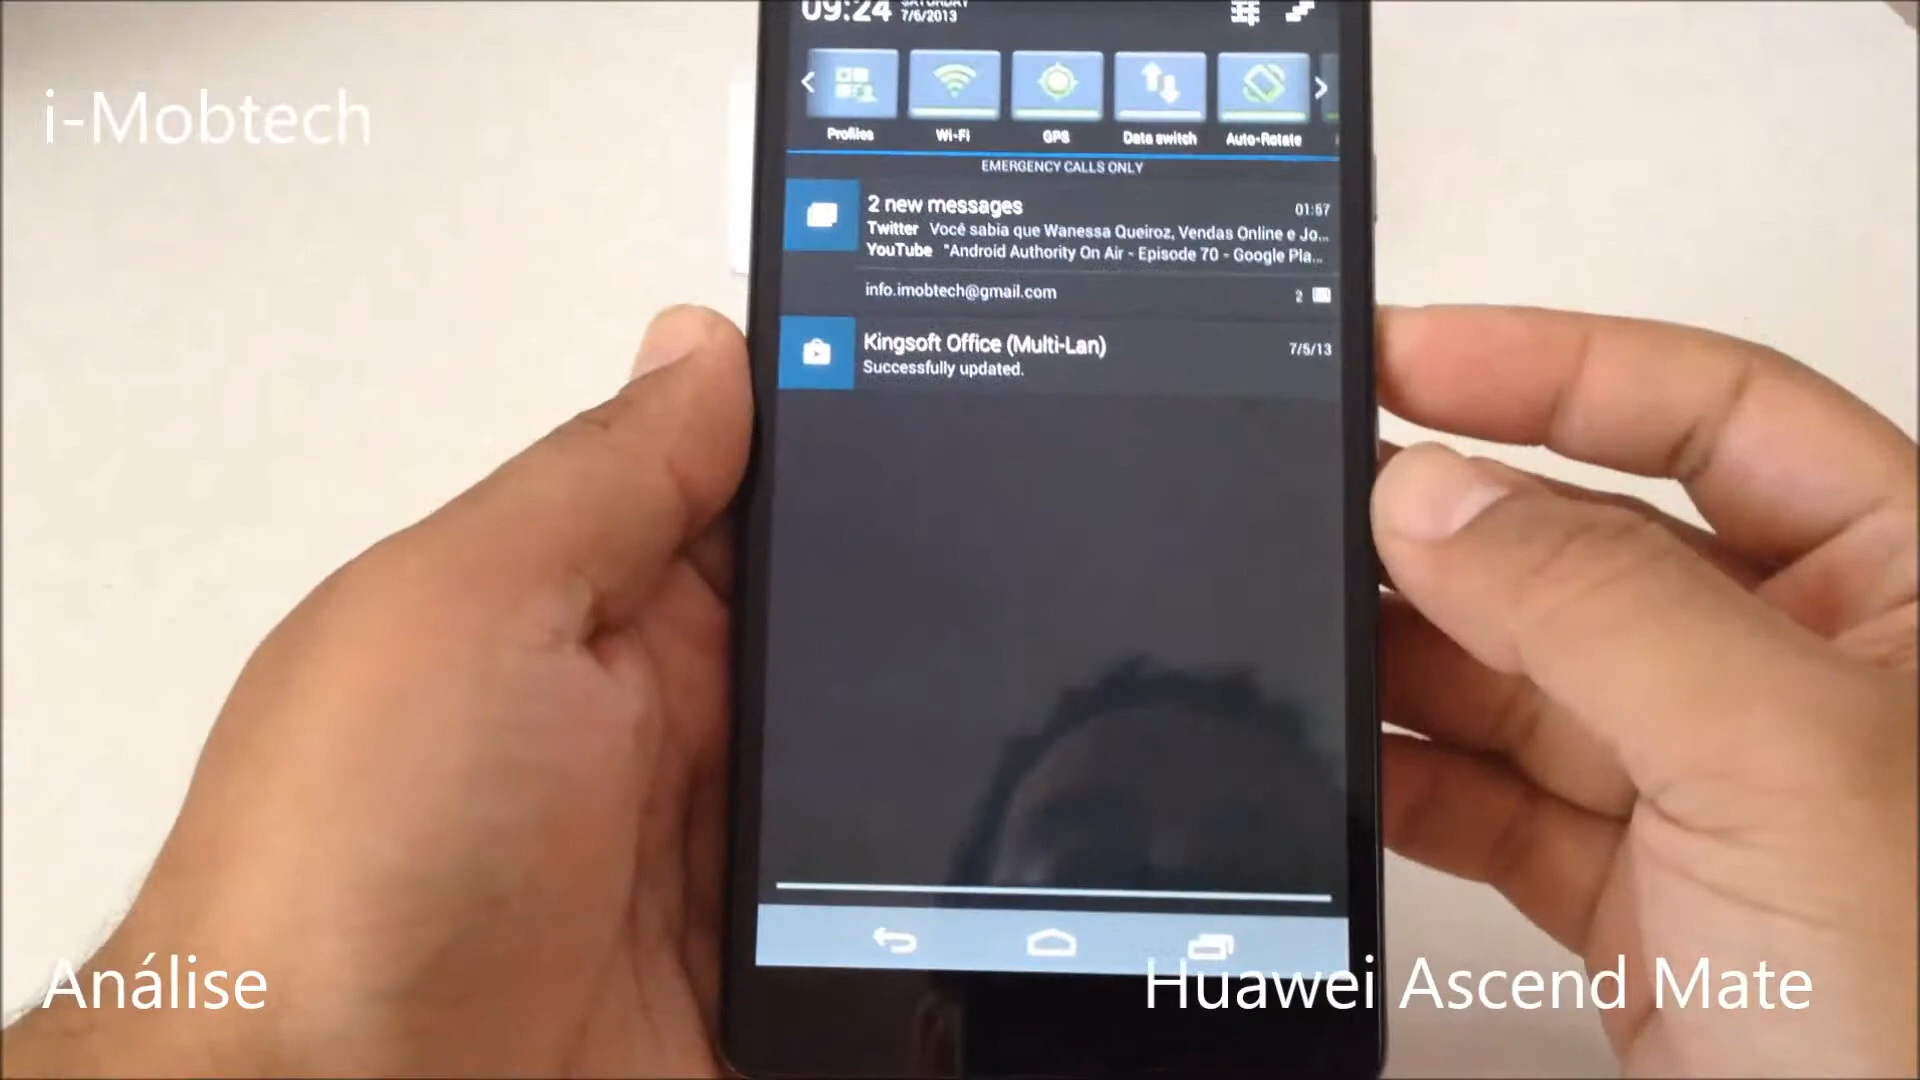 09:24 SATURDAY
7/6/2013
i-Mobtech
Profiles Wi-Fi GPS Data switch Auto-Rotate
EMERGENCY CALLS ONLY
2 new messages 01:57
Twitter Você sabia que Wanessa Queiroz, Vendas Online e Jo...
YouTube "Android Authority On Air - Episode 70 - Google Pla...
info.imobtech@gmail.com 2
Kingsoft Office (Multi-Lan) 7/5/13
Successfully updated.
Análise
Huawei Ascend Mate